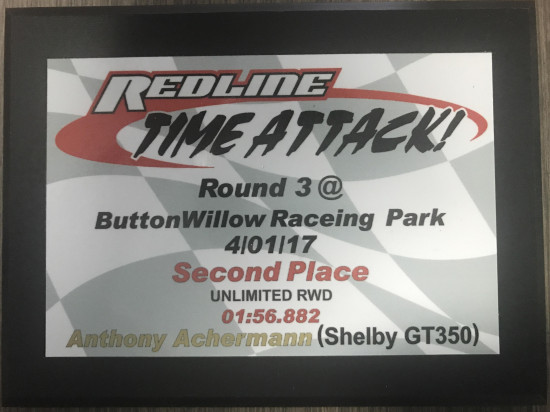 REDLINE
TIME ATTACK!
Round 3 @
ButtonWillow Raceing Park
4/01/17
Second Place
UNLIMITED RWD
01:56.882
Anthony Achermann (Shelby GT350)